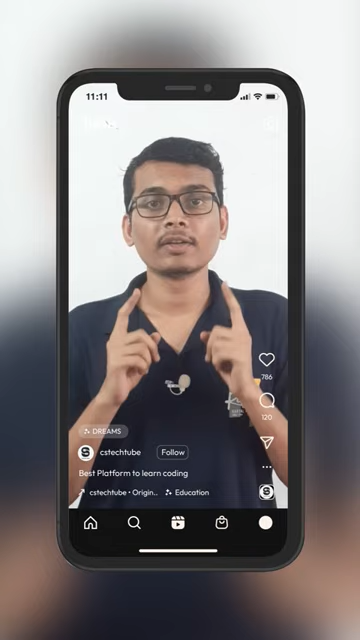 11:11
786
120
DREAMS
cstechtube Follow
Best Platform to learn coding
cstechtube • Origin.. Education